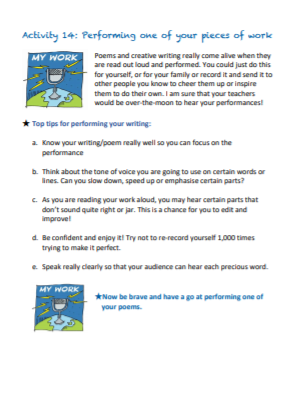 Activity 14: Performing one of your pieces of work
MY WORK
Poems and creative writing really come alive when they
are read out loud and performed. You could just do this
for yourself, or for your family or record it and send it to
other people you know to cheer them up or inspire
them to do their own. I am sure that your teachers
would be over-the-moon to hear your performances!
★ Top tips for performing your writing:
a. Know your writing/poem really well so you can focus on the
performance
b. Think about the tone of voice you are going to use on certain words or
lines. Can you slow down, speed up or emphasise certain parts?
c. As you are reading your work aloud, you may hear certain parts that
don't sound quite right or jar. This is a chance for you to edit and
improve!
d. Be confident and enjoy it! Try not to re-record yourself 1,000 times
trying to make it perfect.
e. Speak really clearly so that your audience can hear each precious word.
MY WORK
★Now be brave and have a go at performing one of
your poems.